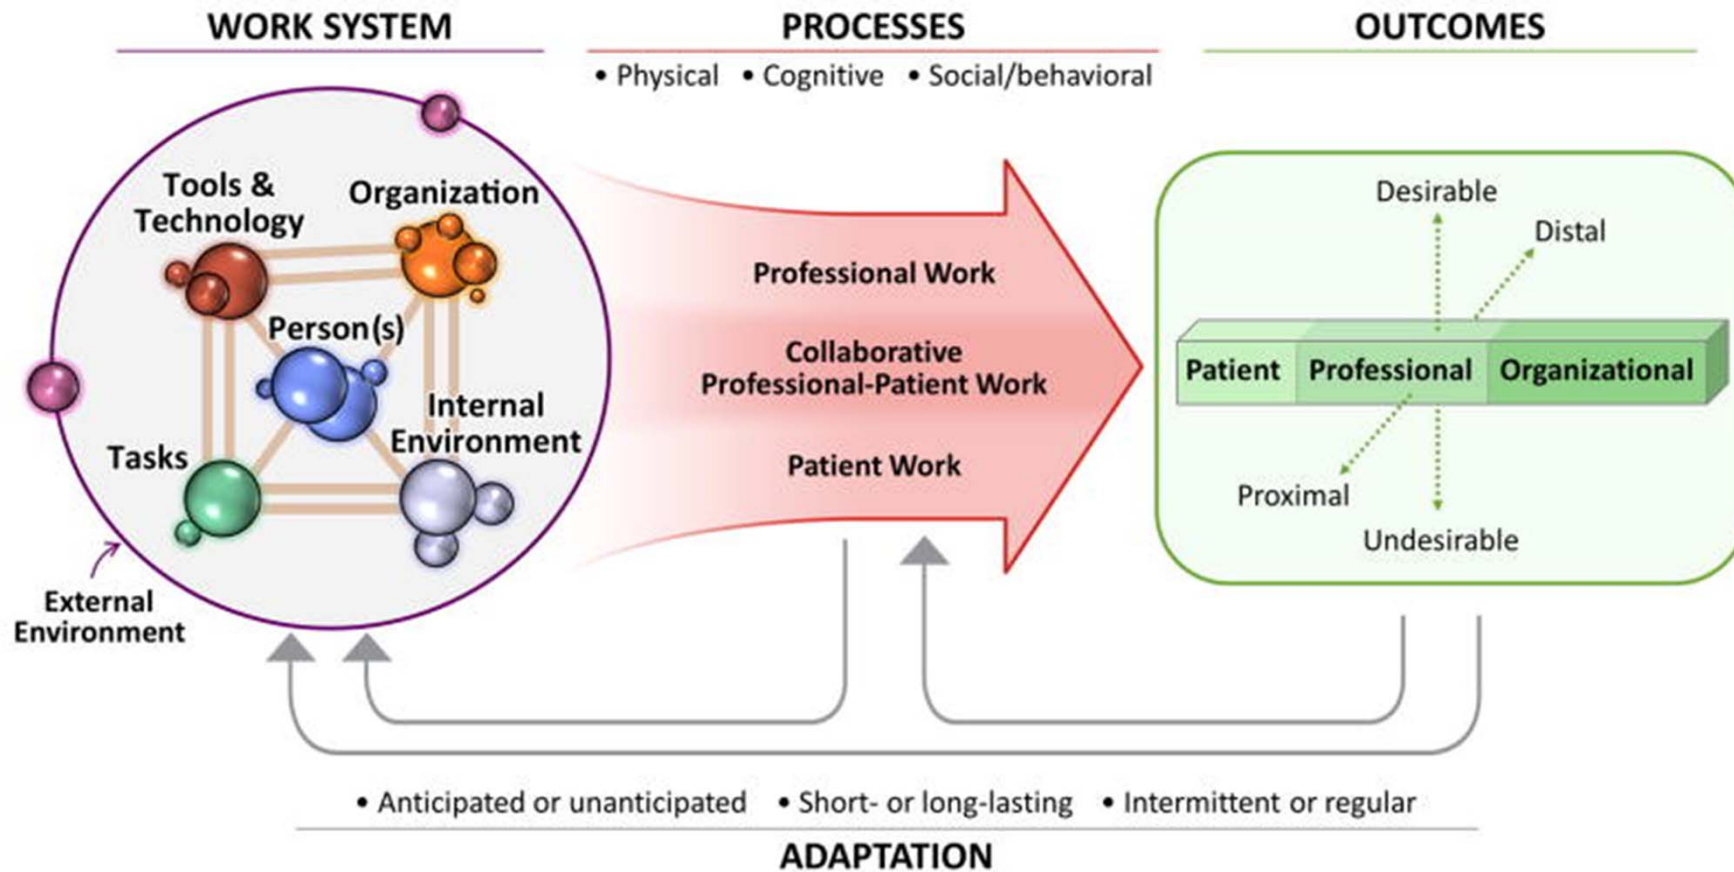 WORK SYSTEM
PROCESSES
OUTCOMES
• Physical • Cognitive • Social/behavioral
Tools &
Technology
Organization
Person(s)
Internal
Environment
Tasks
External
Environment
Professional Work
Collaborative
Professional-Patient Work
Patient Work
Desirable
Distal
Patient Professional Organizational
Proximal
Undesirable
• Anticipated or unanticipated • Short- or long-lasting • Intermittent or regular
ADAPTATION